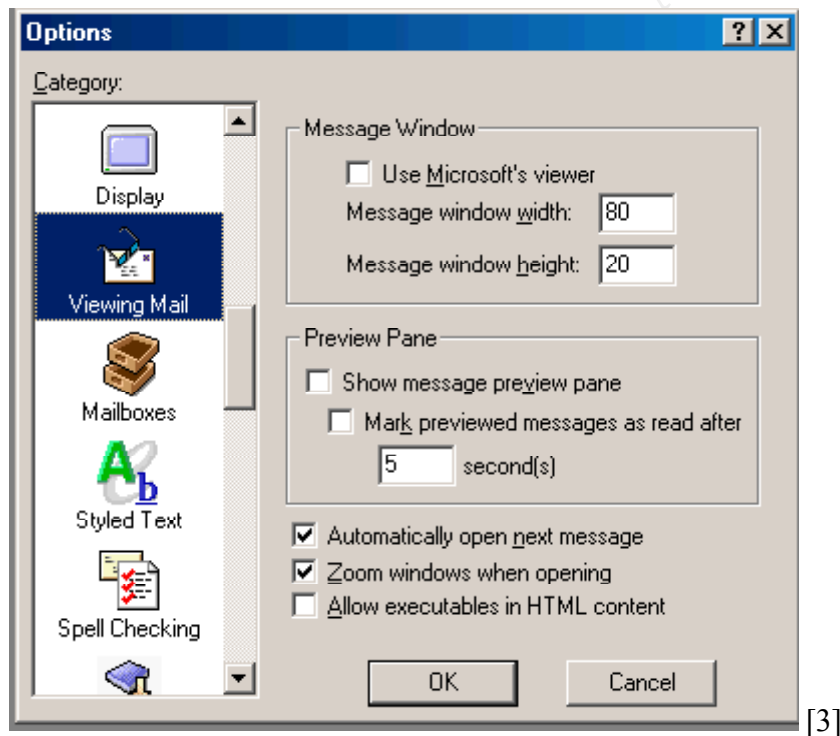 Options
Category:
Display
Viewing Mail
Mailboxes
Styled Text
Spell Checking
Message Window
Use Microsoft's viewer
Message window width: 80
Message window height: 20
Preview Pane
Show message preview pane
Mark previewed messages as read after
5 second(s)
Automatically open next message
Zoom windows when opening
Allow executables in HTML content
OK Cancel
[3]